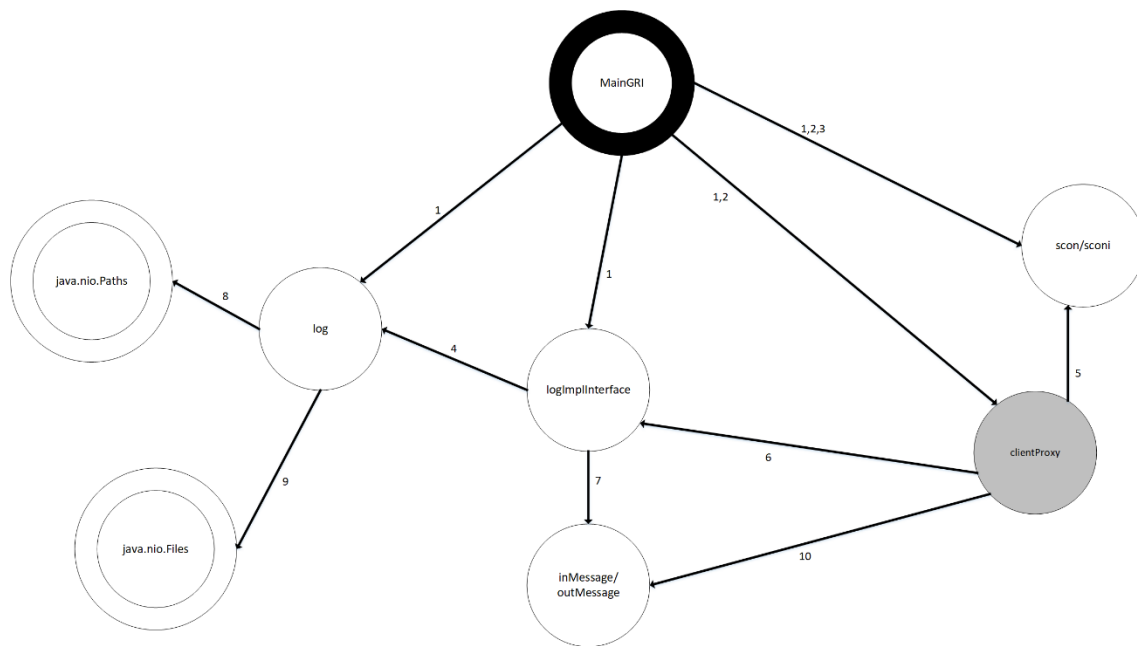 MainGRI
1,2,3
1
1,2
scon/sconi
java.nio.Paths
1
8
log
4
5
logImplInterface
clientProxy
6
9
7
java.nio.Files
10
inMessage/
outMessage